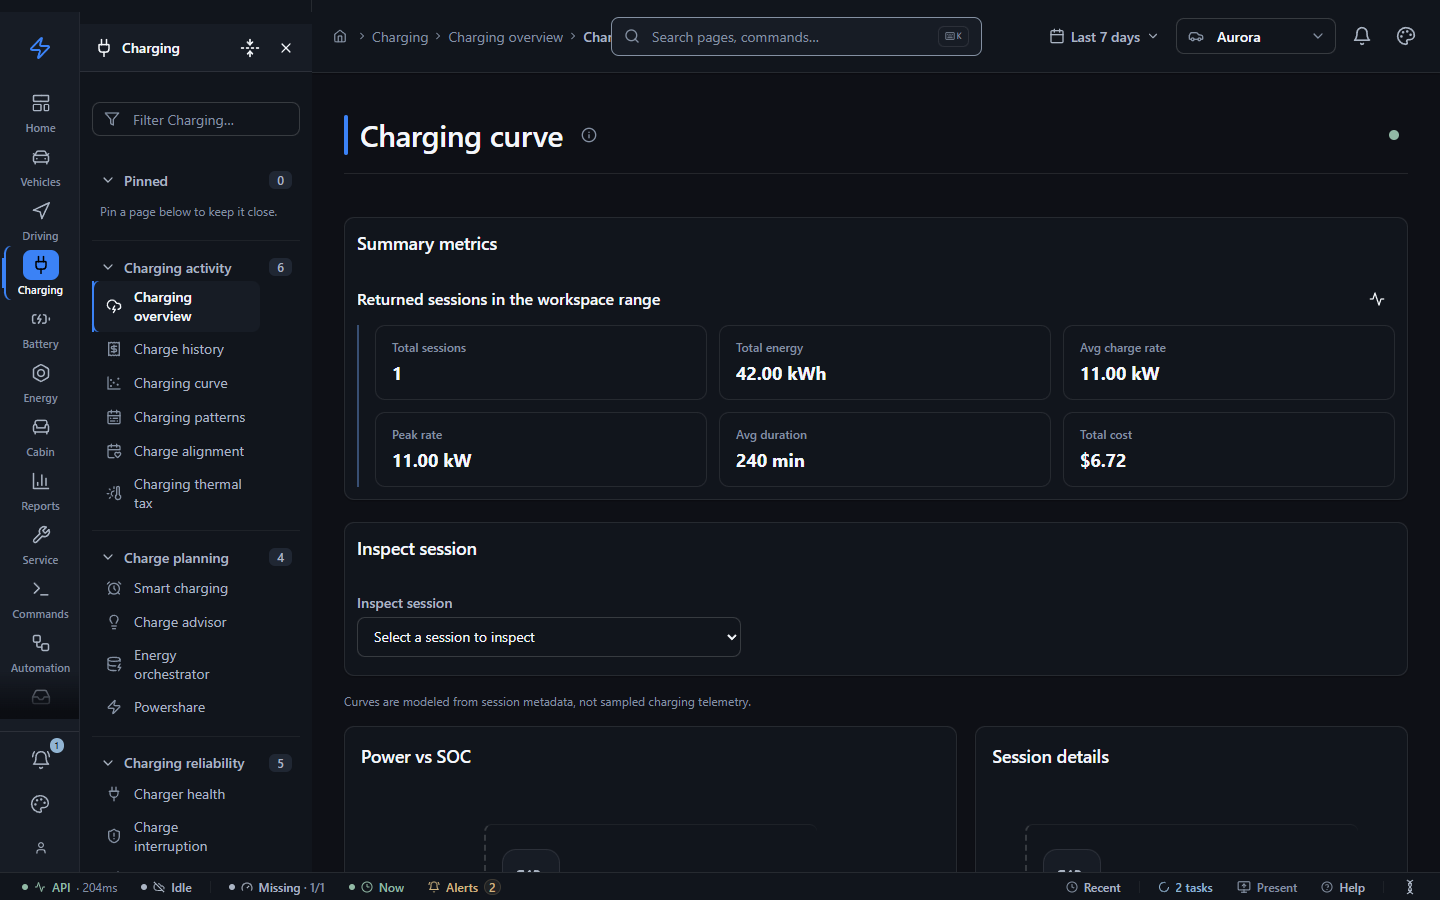 Charging
Charging
Charging overview
Char
Search pages, commands...
K
Last 7 days
Aurora
Home
Vehicles
Driving
Charging
Battery
Energy
Cabin
Reports
Service
Commands
Automation
1
Filter Charging...
Pinned
0
Pin a page below to keep it close.
Charging activity
6
Charging
overview
Charge history
Charging curve
Charging patterns
Charge alignment
Charging thermal
tax
Charge planning
4
Smart charging
Charge advisor
Energy
orchestrator
Powershare
Charging reliability
5
Charger health
Charge
interruption
Charging curve
Summary metrics
Returned sessions in the workspace range
Total sessions
1
Total energy
42.00 kWh
Avg charge rate
11.00 kW
Peak rate
11.00 kW
Avg duration
240 min
Total cost
$6.72
Inspect session
Inspect session
Select a session to inspect
Curves are modeled from session metadata, not sampled charging telemetry.
Power vs SOC
Session details
API · 204ms
Idle
Missing · 1/1
Now
Alerts 2
Recent
2 tasks
Present
Help